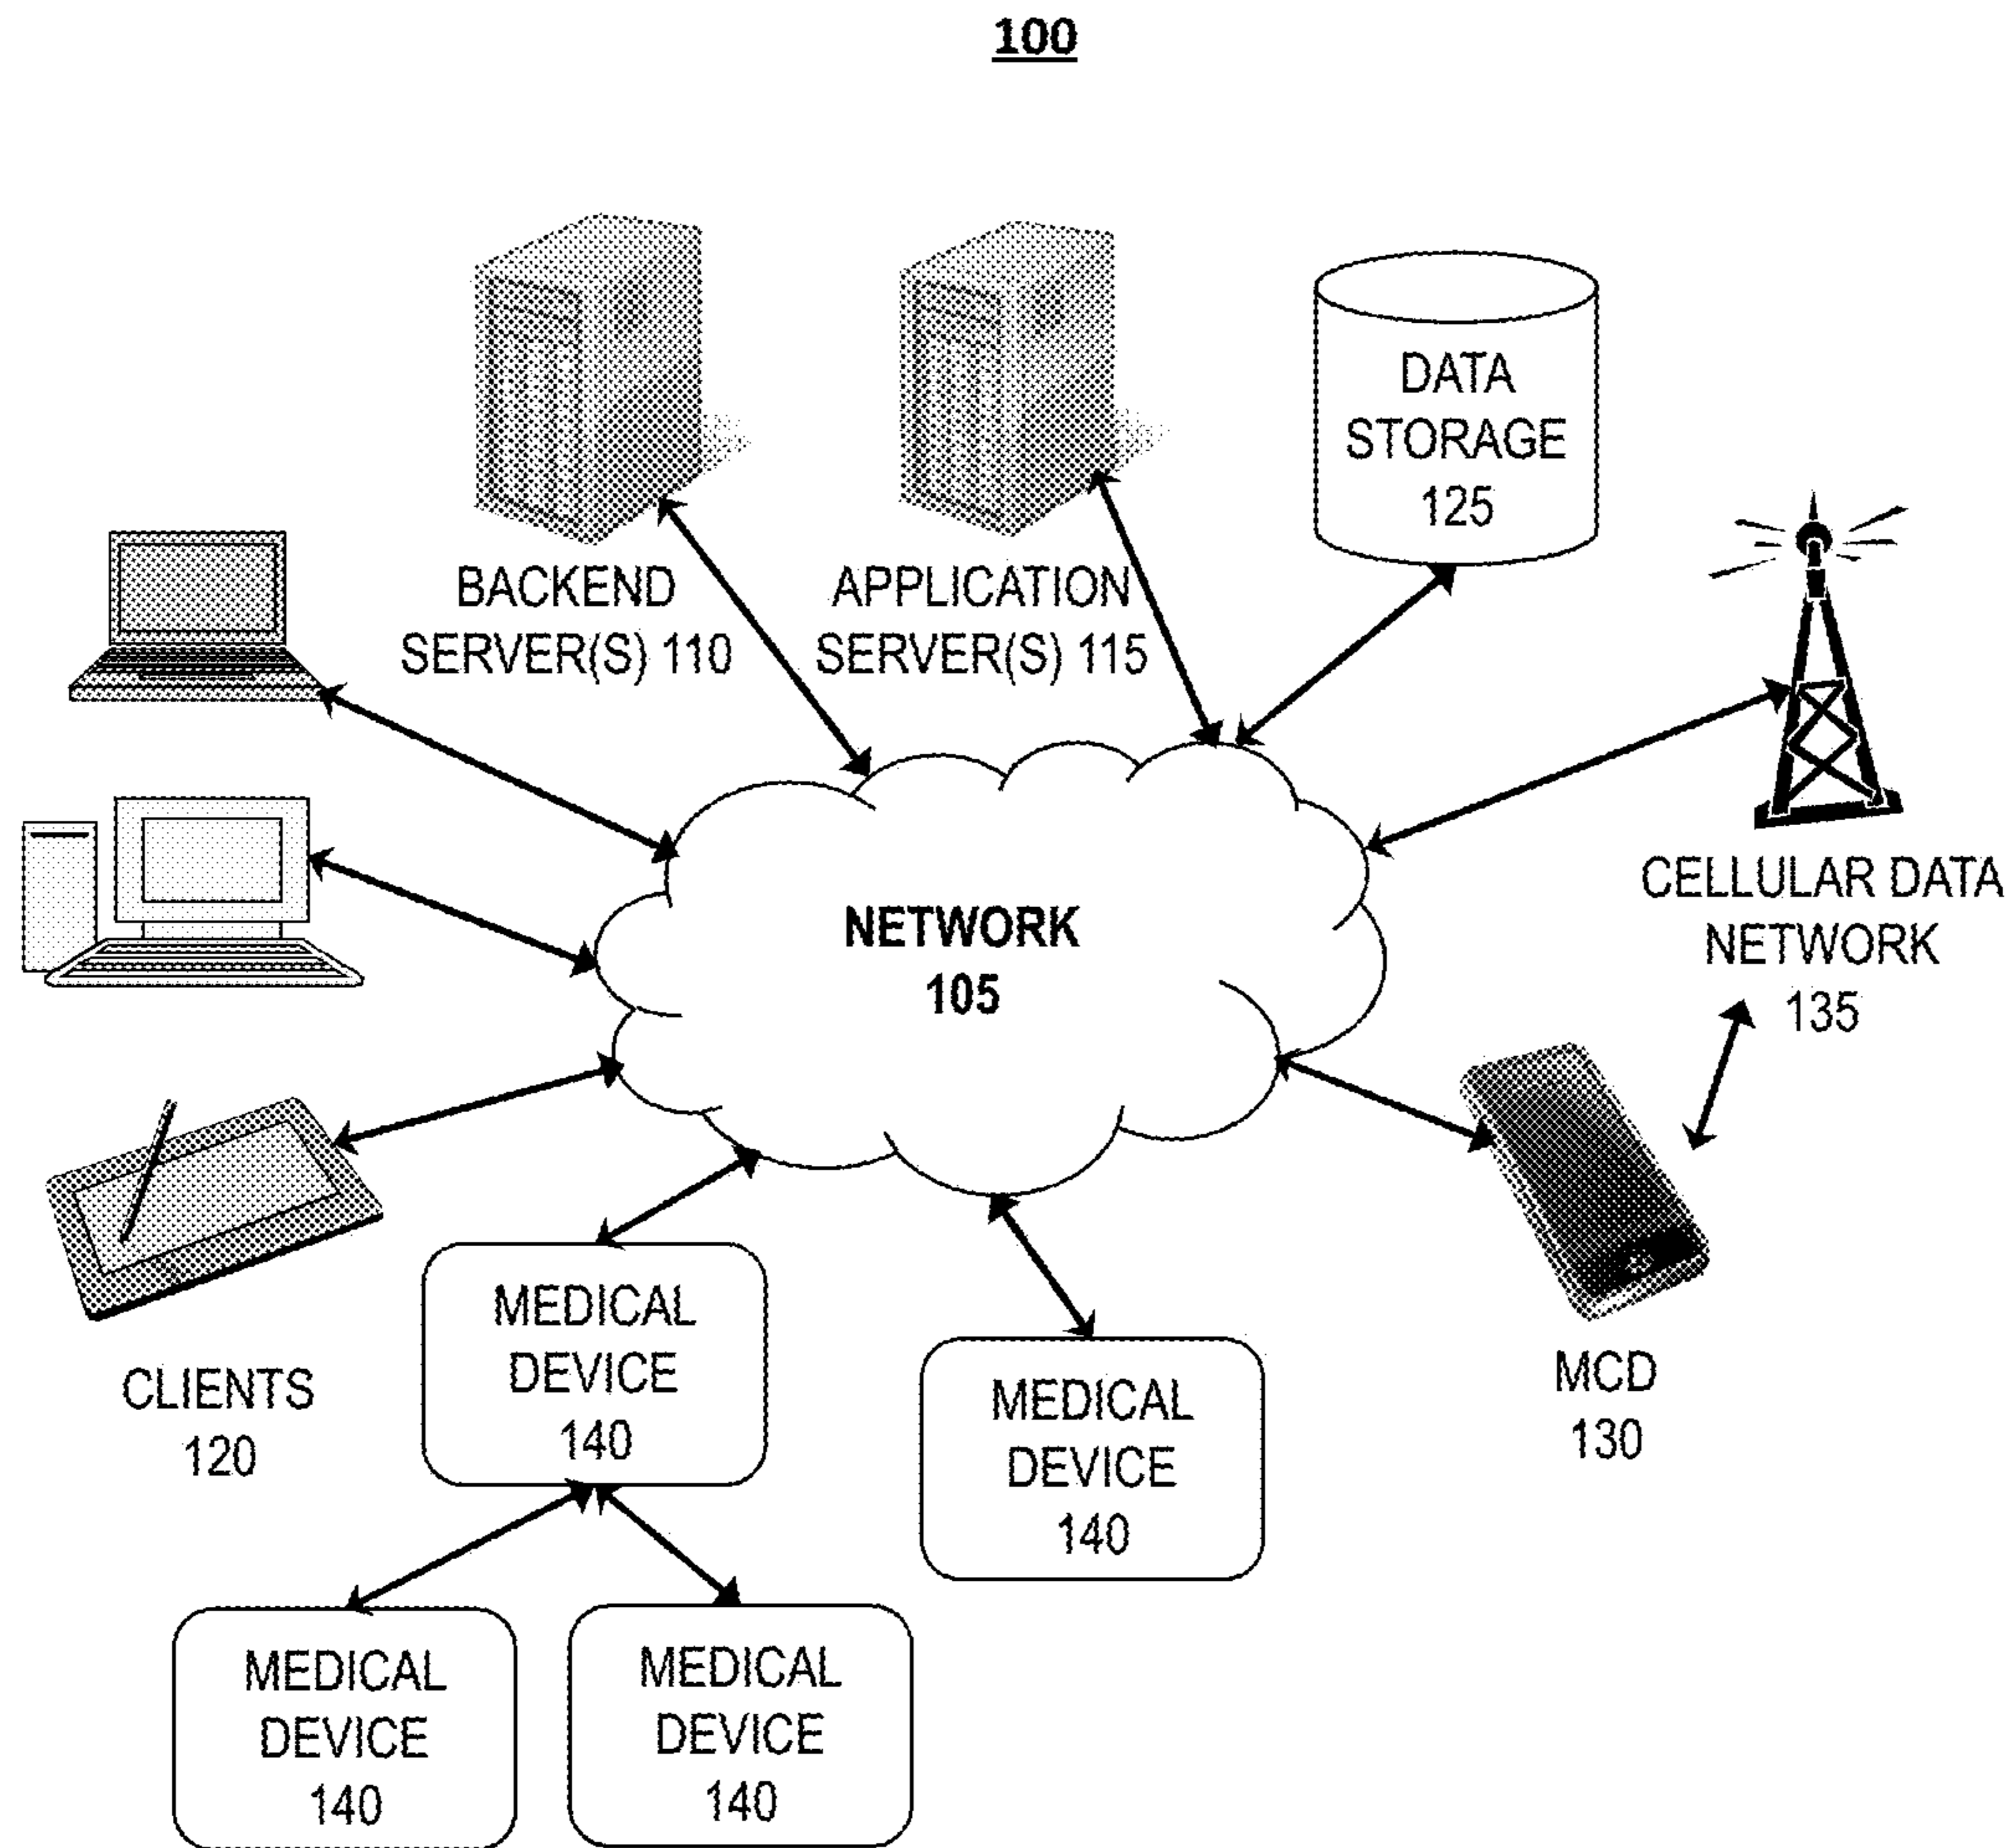 100
BACKEND
SERVER(S) 110
APPLICATION
SERVER(S) 115
DATA
STORAGE
125
CELLULAR DATA
NETWORK
135
NETWORK
105
CLIENTS
120
MEDICAL
DEVICE
140
MEDICAL
DEVICE
140
MCD
130
MEDICAL
DEVICE
140
MEDICAL
DEVICE
140